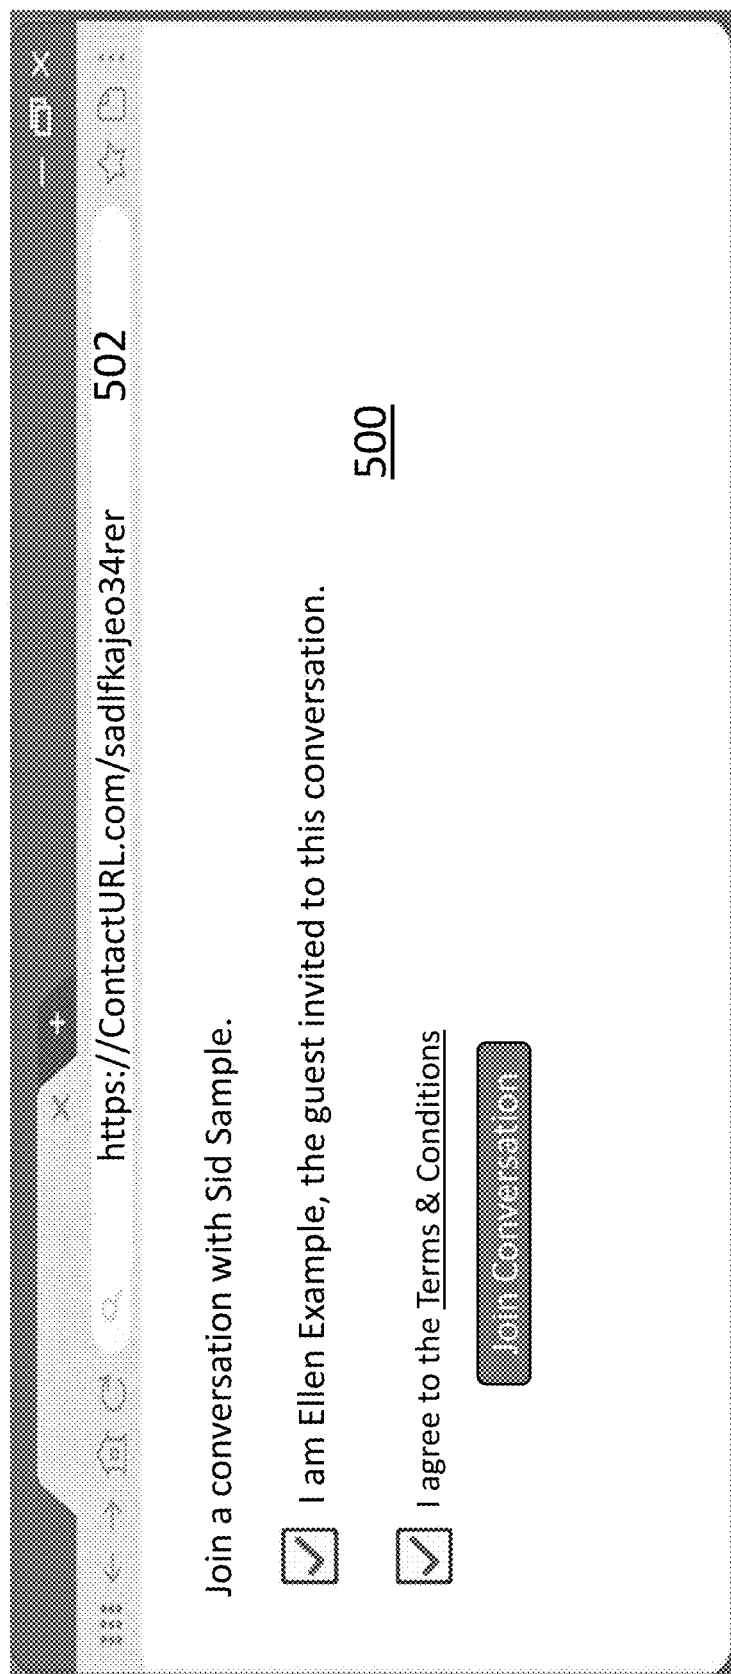 https://ContactURL.com/sadlfkajeo34rer 502
Join a conversation with Sid Sample.
I am Ellen Example, the guest invited to this conversation.
500
I agree to the Terms & Conditions
Join Conversation